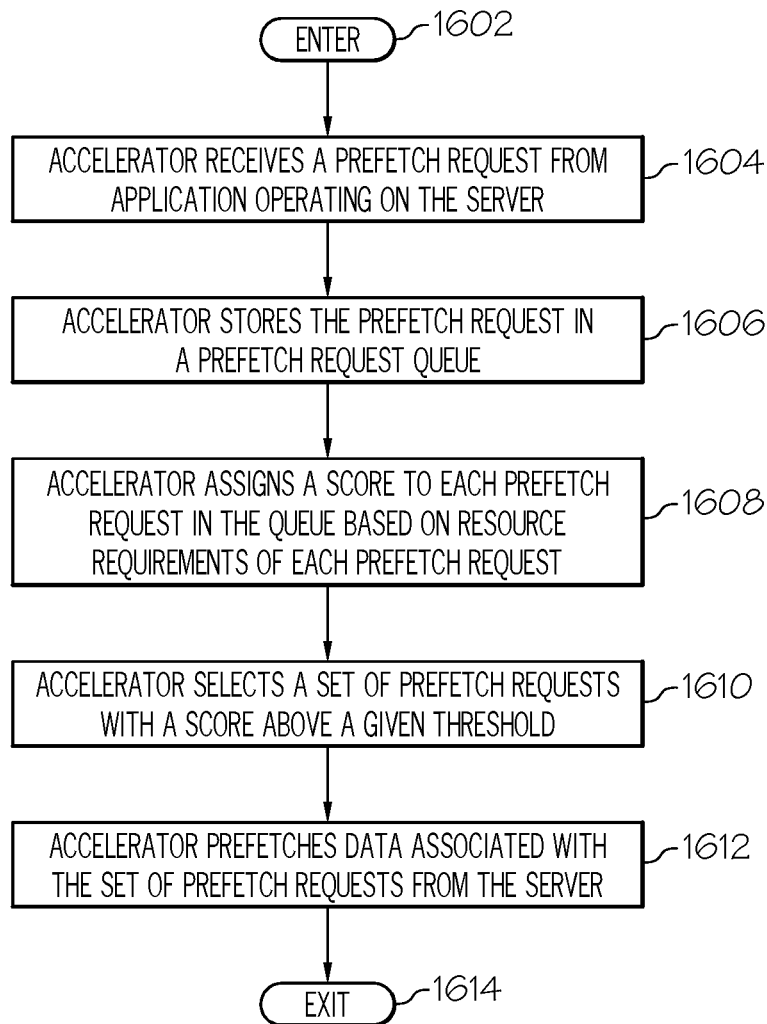 ENTER
1602
ACCELERATOR RECEIVES A PREFETCH REQUEST FROM
APPLICATION OPERATING ON THE SERVER
1604
ACCELERATOR STORES THE PREFETCH REQUEST IN
A PREFETCH REQUEST QUEUE
1606
ACCELERATOR ASSIGNS A SCORE TO EACH PREFETCH
REQUEST IN THE QUEUE BASED ON RESOURCE
REQUIREMENTS OF EACH PREFETCH REQUEST
1608
ACCELERATOR SELECTS A SET OF PREFETCH REQUESTS
WITH A SCORE ABOVE A GIVEN THRESHOLD
1610
ACCELERATOR PREFETCHES DATA ASSOCIATED WITH
THE SET OF PREFETCH REQUESTS FROM THE SERVER
1612
EXIT
1614